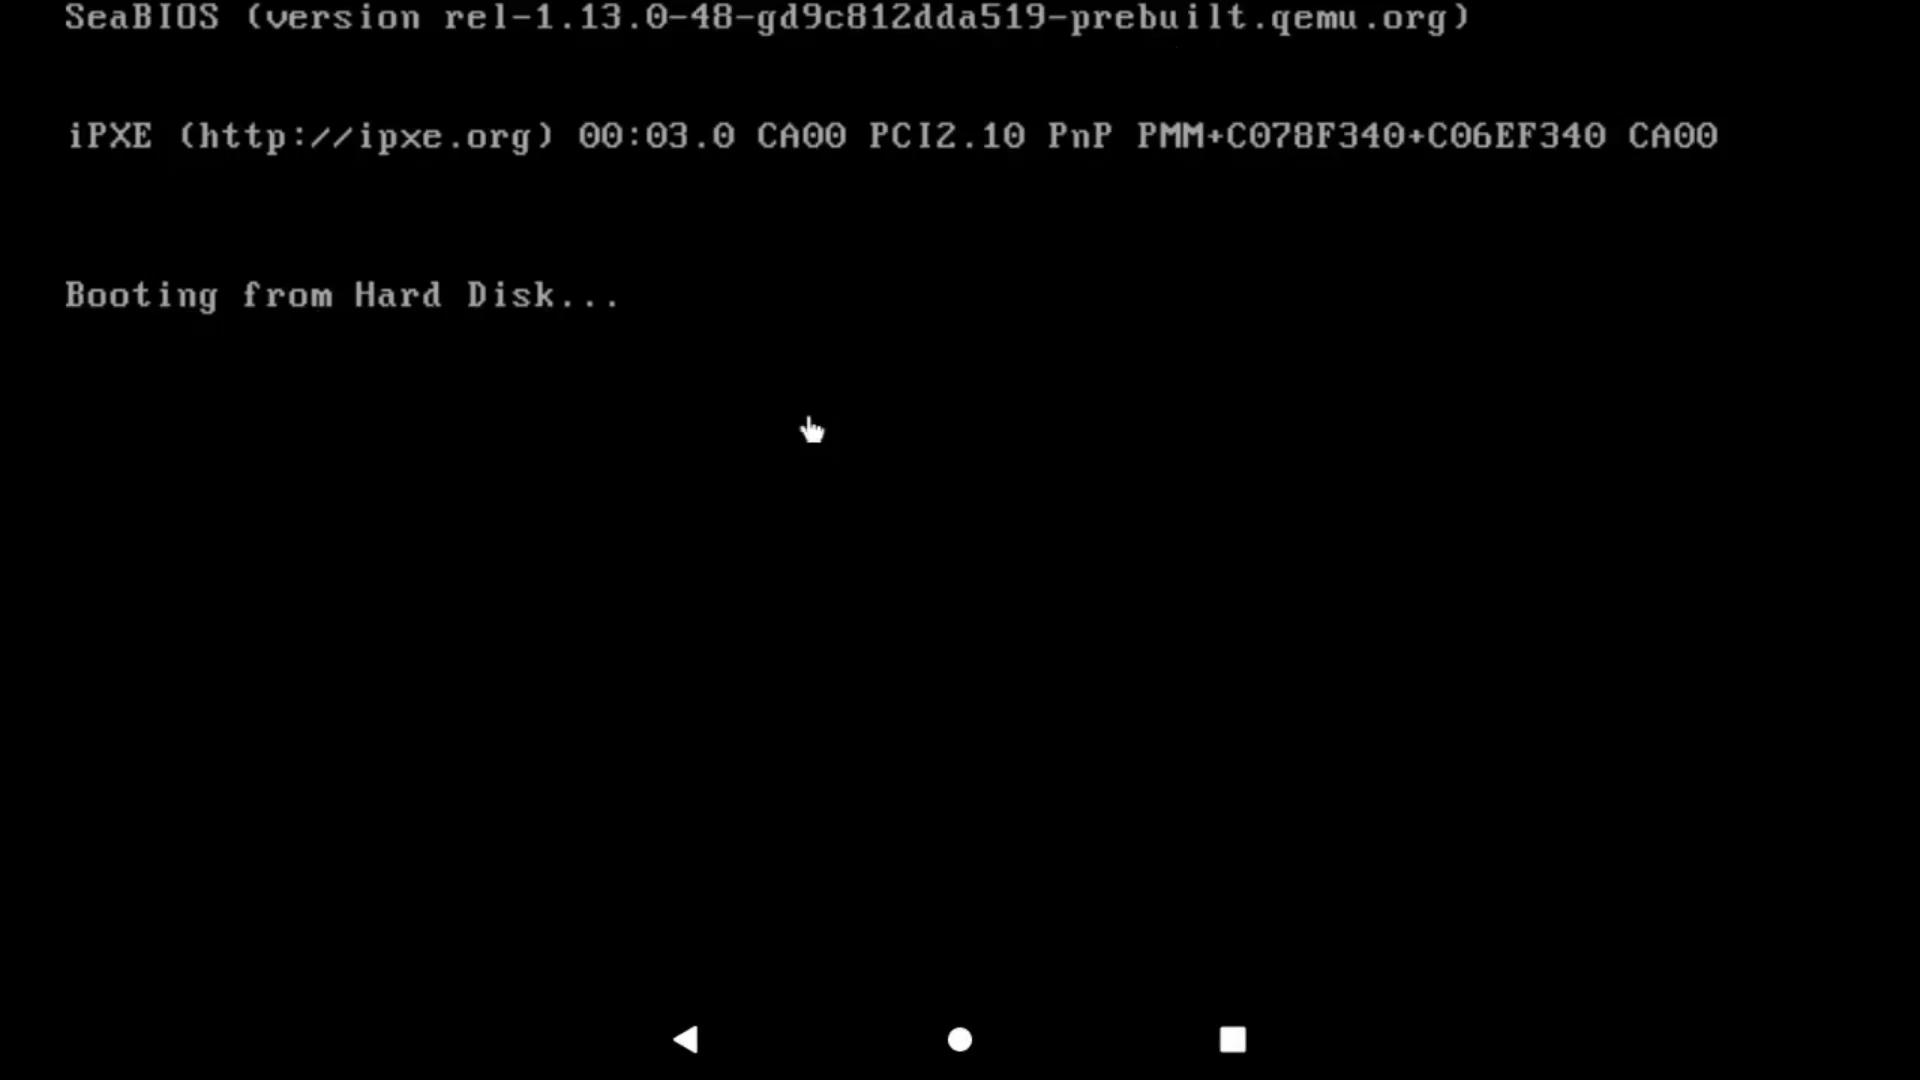 SeaBIOS (version rel-1.13.0-48-gd9c812dda519-prebuilt.qemu.org)
iPXE (http://ipxe.org) 00:03.0 CA00 PCI2.10 PnP PMM+C078F340+C06EF340 CA00
Booting from Hard Disk...